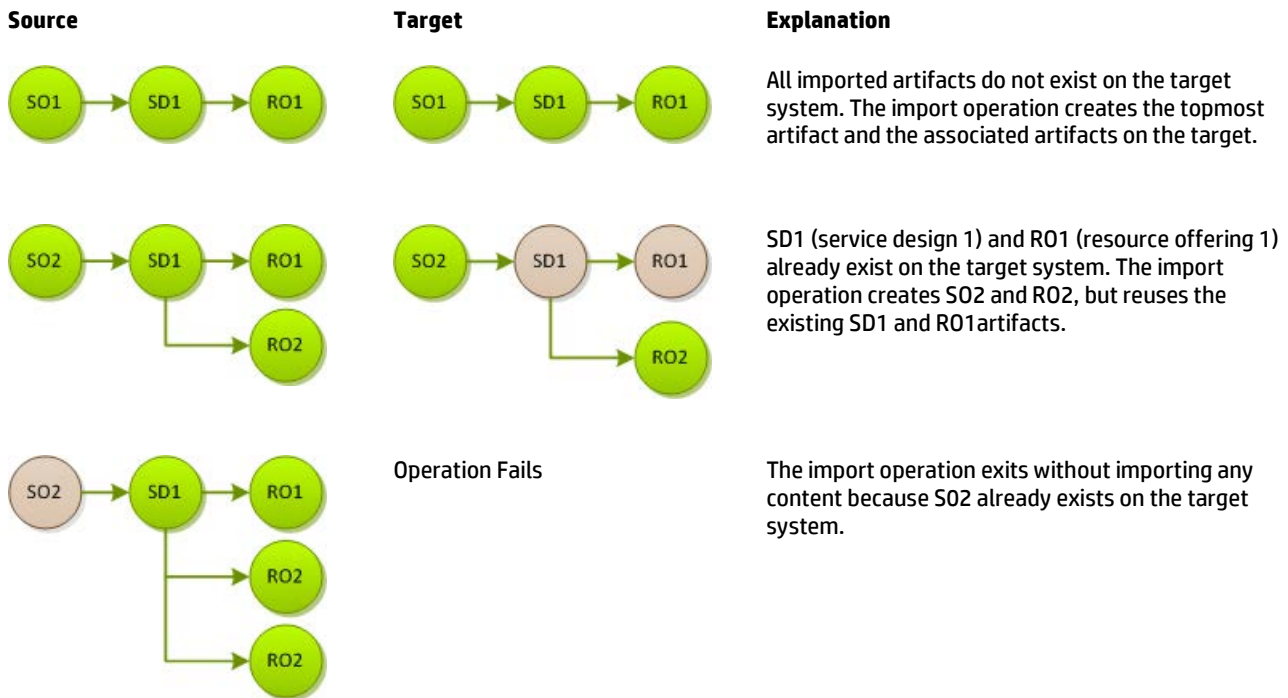 Source
Target
Explanation
SO1
SD1
RO1
SO1
SD1
RO1
All imported artifacts do not exist on the target
system. The import operation creates the topmost
artifact and the associated artifacts on the target.
SO2
SD1
RO1
RO2
SO2
SD1
RO1
RO2
SD1 (service design 1) and RO1 (resource offering 1)
already exist on the target system. The import
operation creates SO2 and RO2, but reuses the
existing SD1 and RO1artifacts.
SO2
SD1
RO1
RO2
RO2
Operation Fails
The import operation exits without importing any
content because SO2 already exists on the target
system.